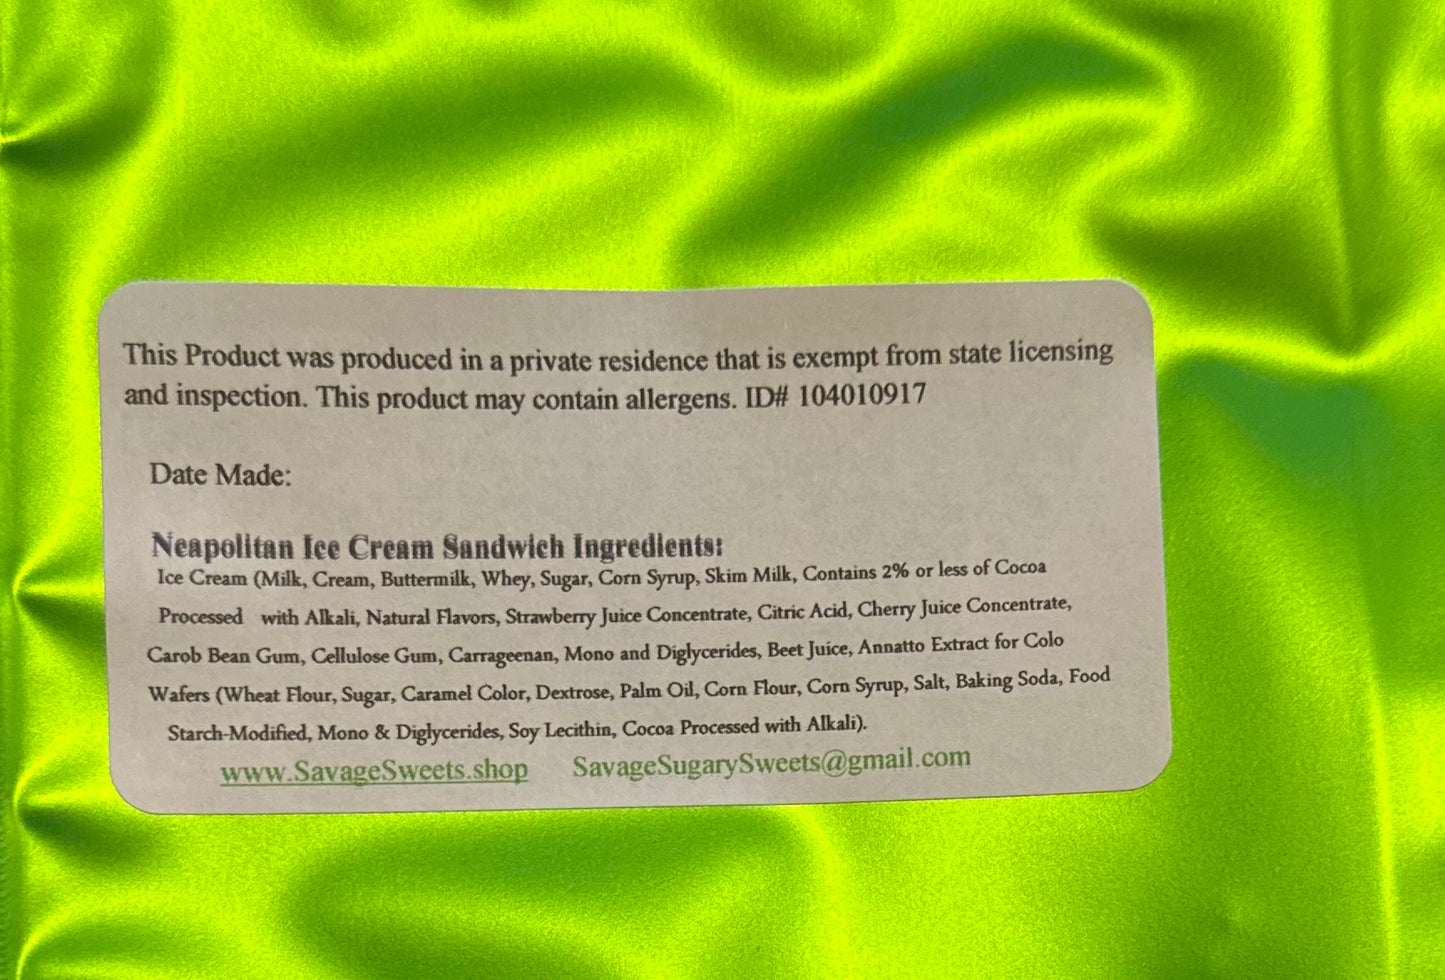 This Product was produced in a private residence that is exempt from state licensing
and inspection. This product may contain allergens. ID# 104010917
Date Made:
Neapolitan Ice Cream Sandwich Ingredients:
Ice Cream (Milk, Cream, Buttermilk, Whey, Sugar, Corn Syrup, Skim Milk, Contains 2% or less of Cocoa
Processed with Alkali, Natural Flavors, Strawberry Juice Concentrate, Citric Acid, Cherry Juice Concentrate,
Carob Bean Gum, Cellulose Gum, Carrageenan, Mono and Diglycerides, Beet Juice, Annatto Extract for Colo
Wafers (Wheat Flour, Sugar, Caramel Color, Dextrose, Palm Oil, Corn Flour, Corn Syrup, Salt, Baking Soda, Food
Starch-Modified, Mono & Diglycerides, Soy Lecithin, Cocoa Processed with Alkali).
www.SavageSweets.shop SavageSugarySweets@gmail.com